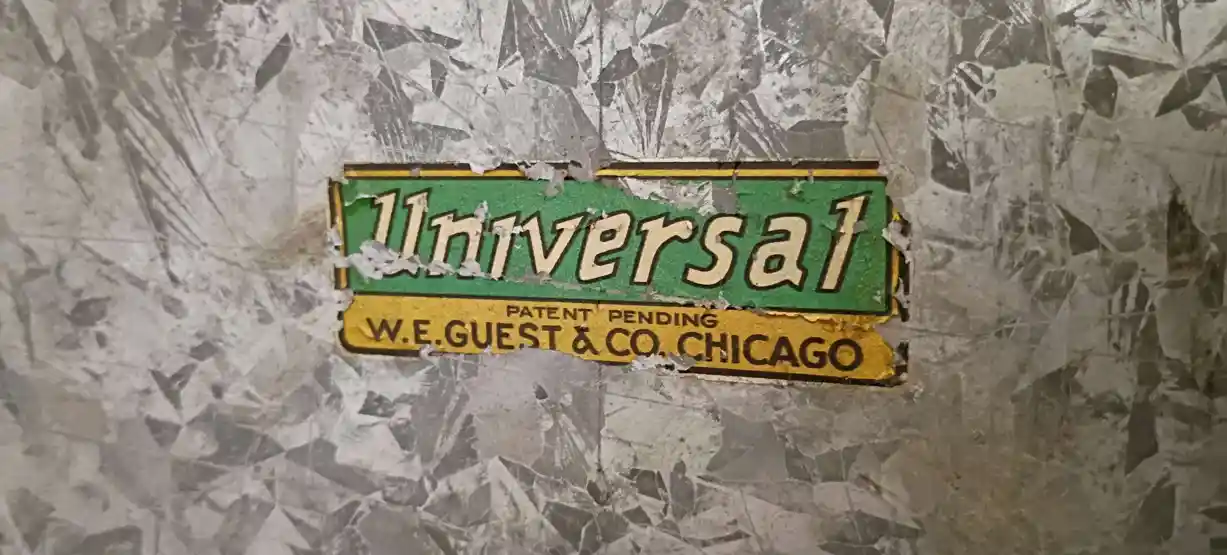 Universal
PATENT PENDING
W.E.GUEST & CO. CHICAGO